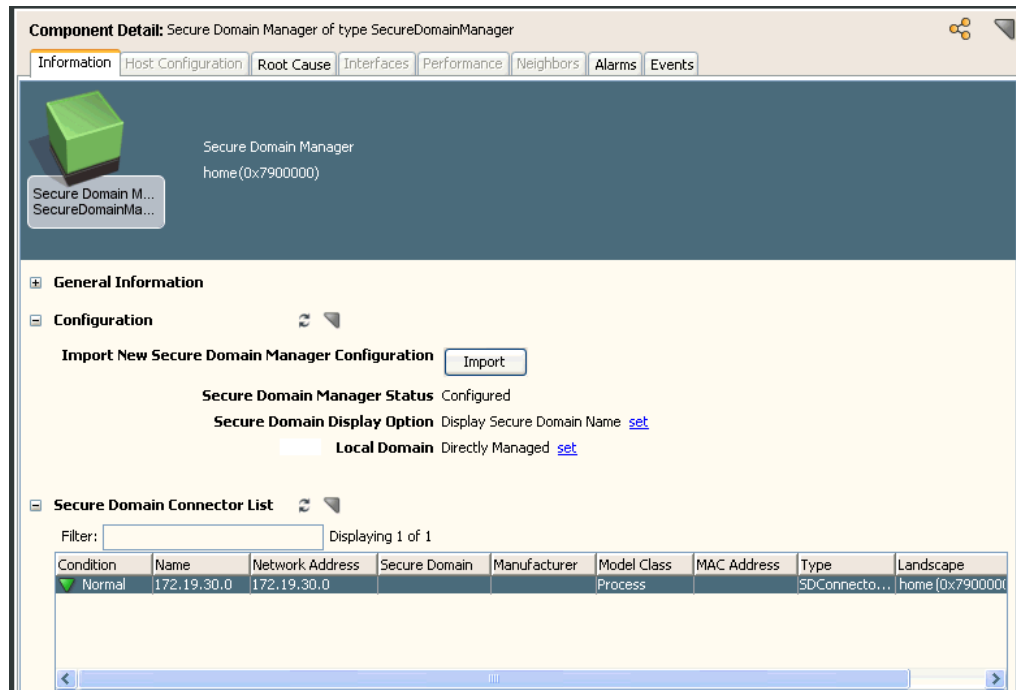 Component Detail: Secure Domain Manager of type SecureDomainManager
Information Host Configuration Root Cause Interfaces Performance Neighbors Alarms Events
Secure Domain Manager
home(0x7900000)
Secure Domain M...
SecureDomainMa...
General Information
Configuration
Import New Secure Domain Manager Configuration Import
Secure Domain Manager Status Configured
Secure Domain Display Option Display Secure Domain Name set
Local Domain Directly Managed set
Secure Domain Connector List
Filter: Displaying 1 of 1
Condition Name Network Address Secure Domain Manufacturer Model Class MAC Address Type Landscape
Normal 172.19.30.0 172.19.30.0 Process SDConnecto... home(0x7900000